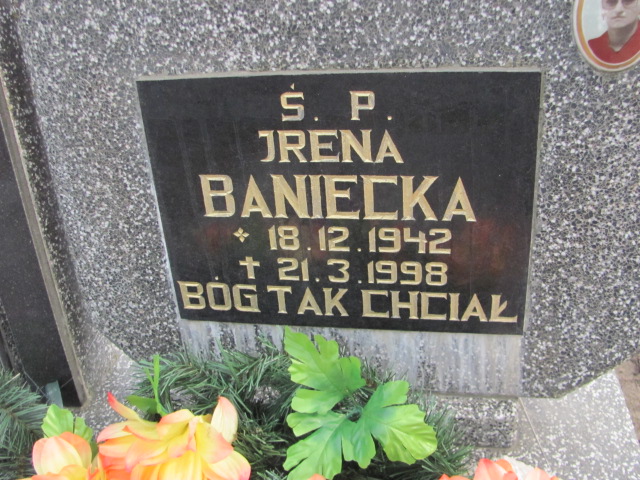 Ś. P.
JRENA
BANIECKA
* 18.12.1942
† 21.3.1998
BÓG TAK CHCIAŁ